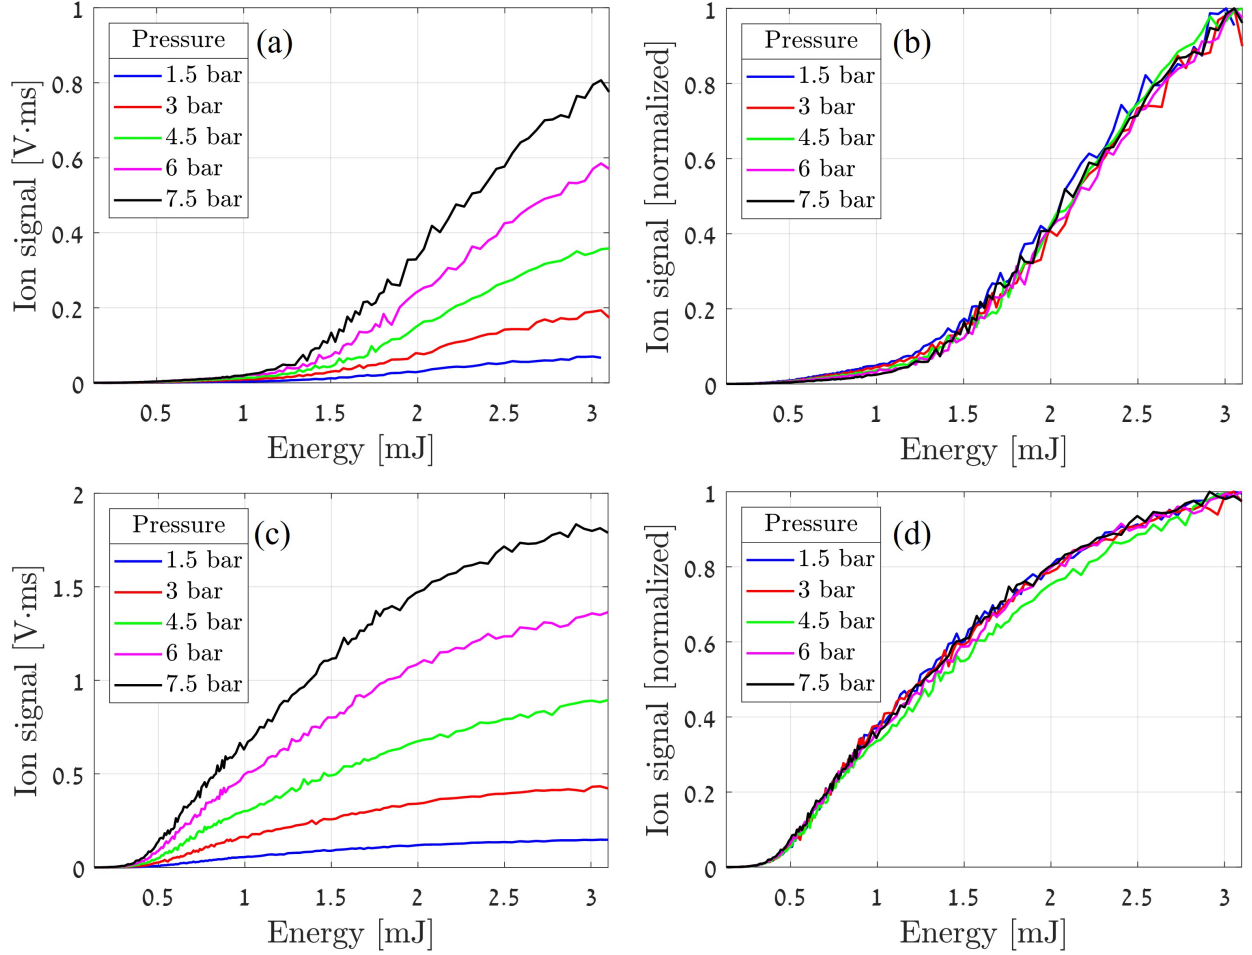 (a)
Pressure
1.5 bar
3 bar
4.5 bar
6 bar
7.5 bar
Ion signal [V·ms]
1
0.8
0.6
0.4
0.2
0
0.5 1 1.5 2 2.5 3
Energy [mJ]
(b)
Pressure
1.5 bar
3 bar
4.5 bar
6 bar
7.5 bar
Ion signal [normalized]
1
0.8
0.6
0.4
0.2
0
0.5 1 1.5 2 2.5 3
Energy [mJ]
(c)
Pressure
1.5 bar
3 bar
4.5 bar
6 bar
7.5 bar
Ion signal [V·ms]
2
1.5
1
0.5
0
0.5 1 1.5 2 2.5 3
Energy [mJ]
(d)
Pressure
1.5 bar
3 bar
4.5 bar
6 bar
7.5 bar
Ion signal [normalized]
1
0.8
0.6
0.4
0.2
0
0.5 1 1.5 2 2.5 3
Energy [mJ]